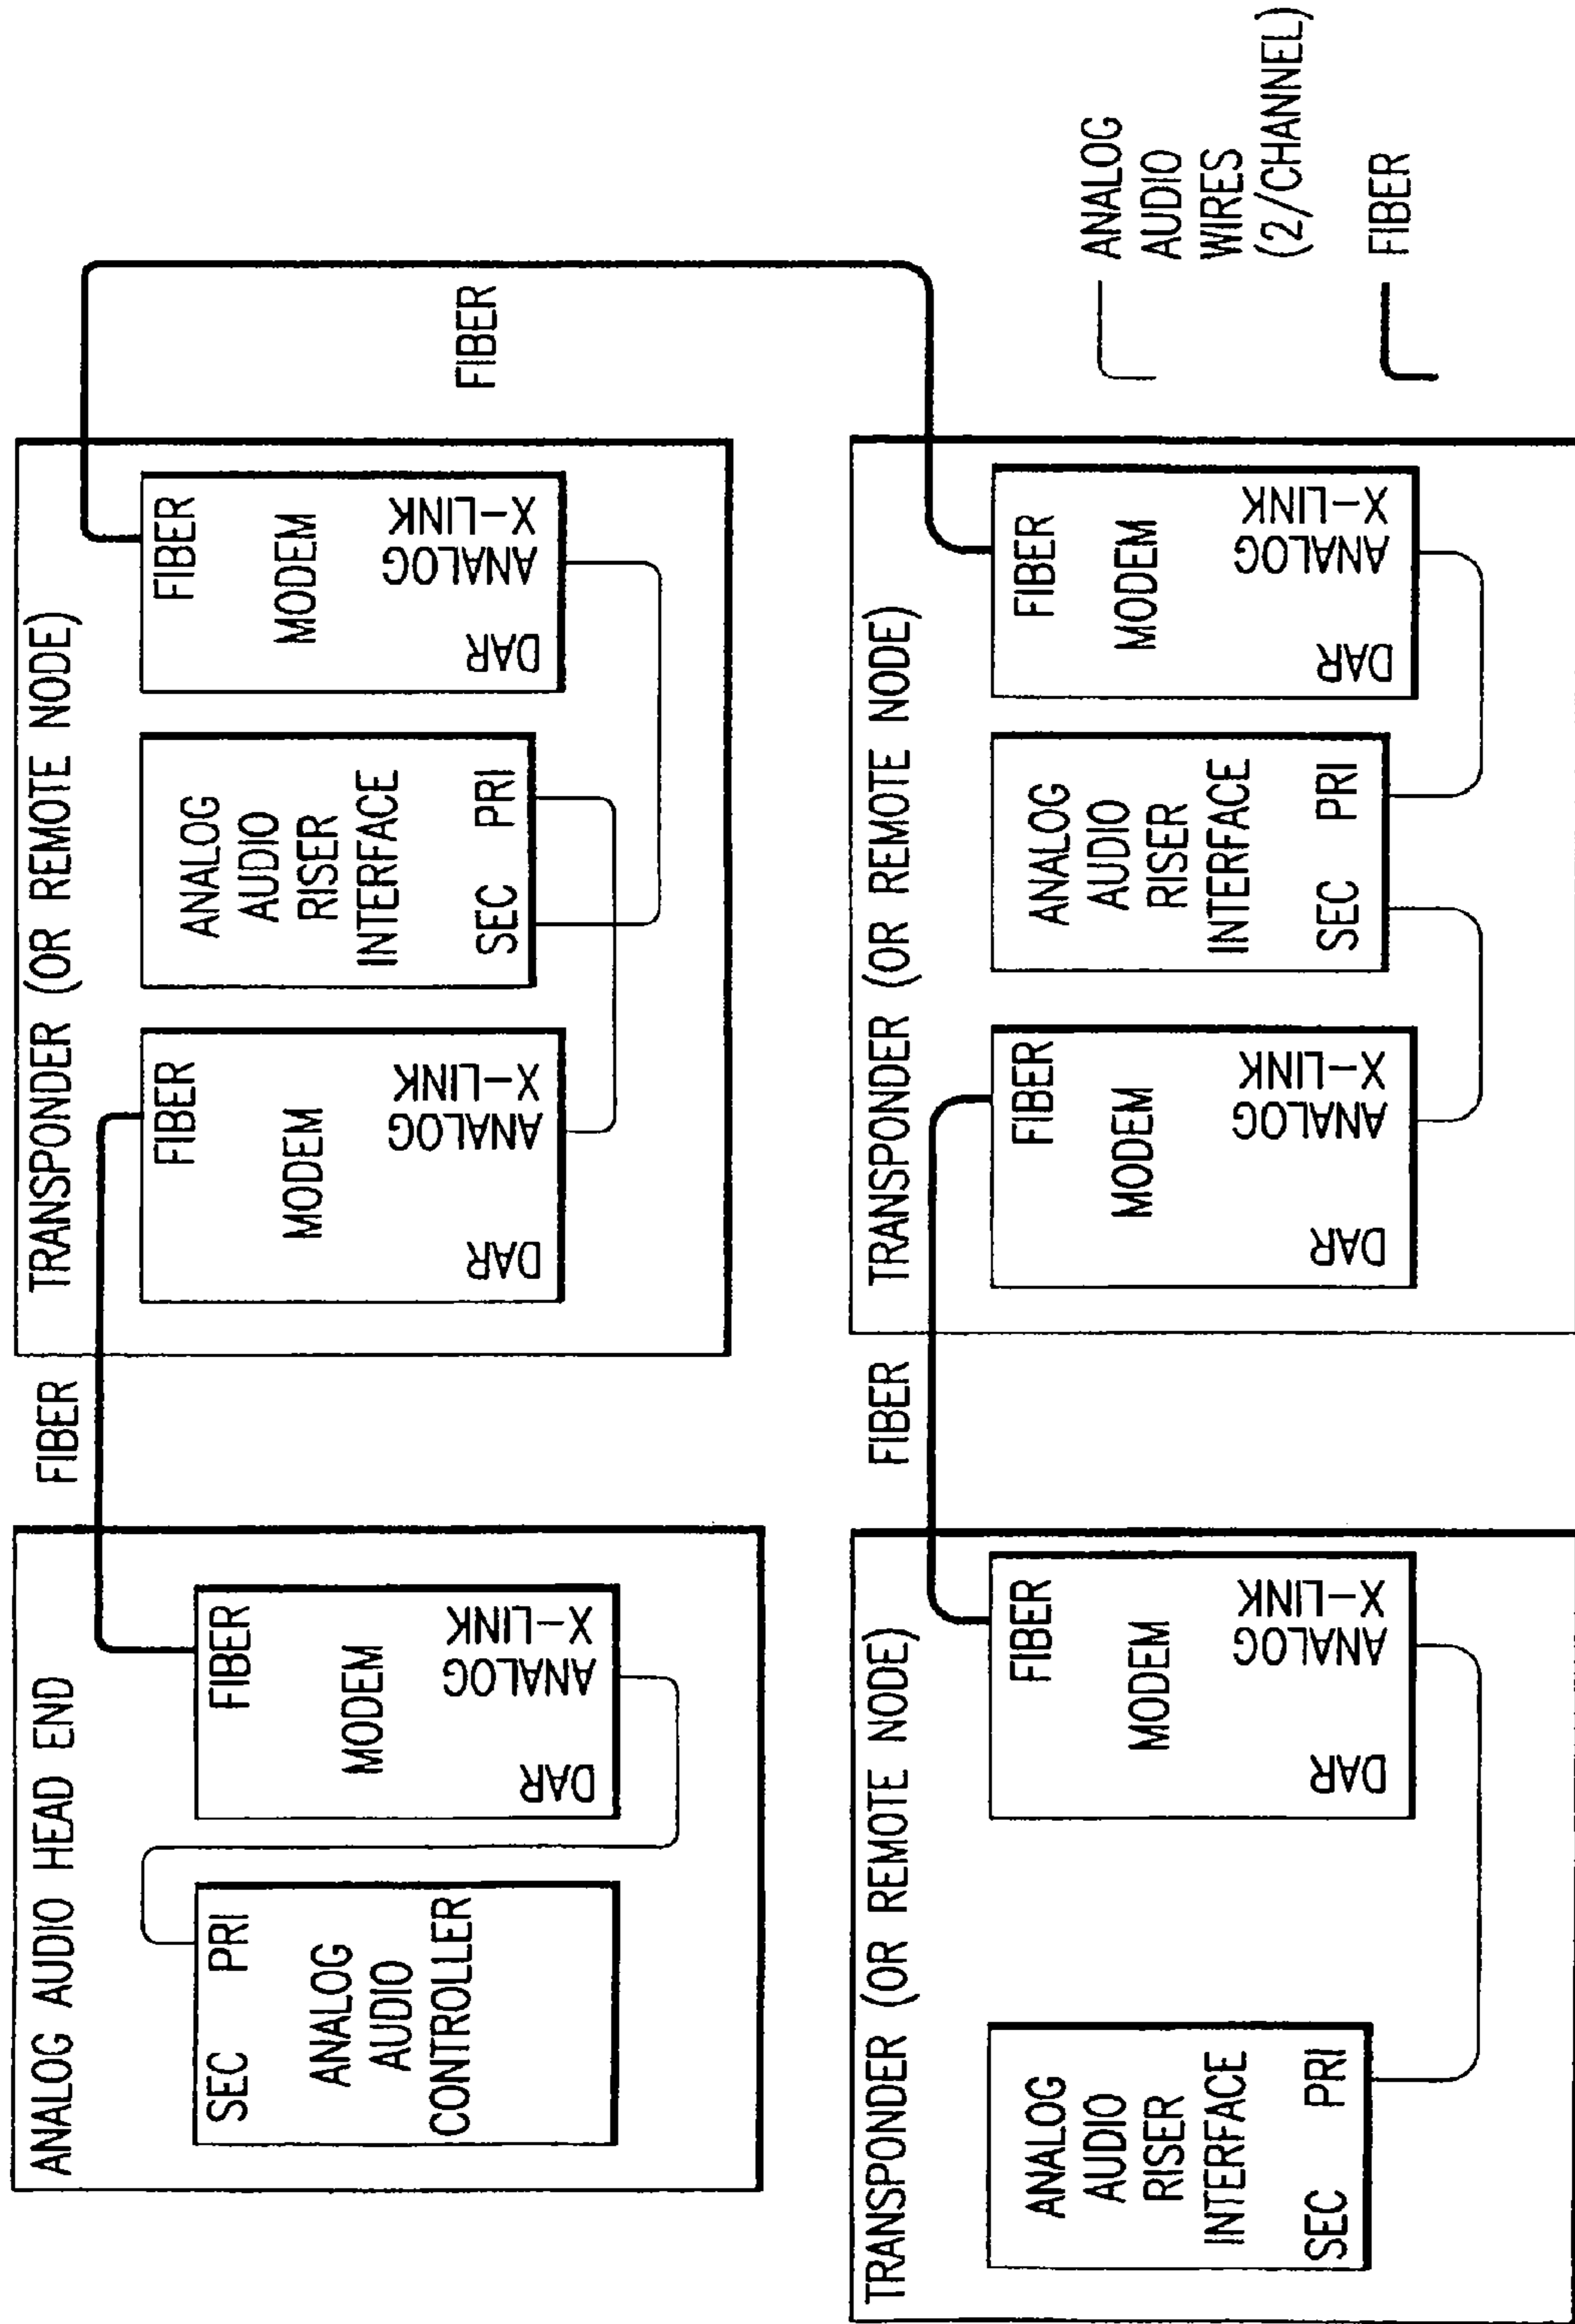 ANALOG AUDIO HEAD END
SEC PRI
ANALOG
AUDIO
CONTROLLER
FIBER
MODEM
DAR
ANALOG
X-LINK
FIBER
TRANSPONDER (OR REMOTE NODE)
FIBER
MODEM
DAR
ANALOG
X-LINK
ANALOG
AUDIO
RISER
INTERFACE
SEC PRI
FIBER
MODEM
DAR
ANALOG
X-LINK
FIBER
TRANSPONDER (OR REMOTE NODE)
ANALOG
AUDIO
RISER
INTERFACE
SEC PRI
FIBER
MODEM
DAR
ANALOG
X-LINK
FIBER
TRANSPONDER (OR REMOTE NODE)
FIBER
MODEM
DAR
ANALOG
X-LINK
ANALOG
AUDIO
RISER
INTERFACE
SEC PRI
FIBER
MODEM
DAR
ANALOG
X-LINK
ANALOG
AUDIO
WIRES
(2/CHANNEL)
FIBER